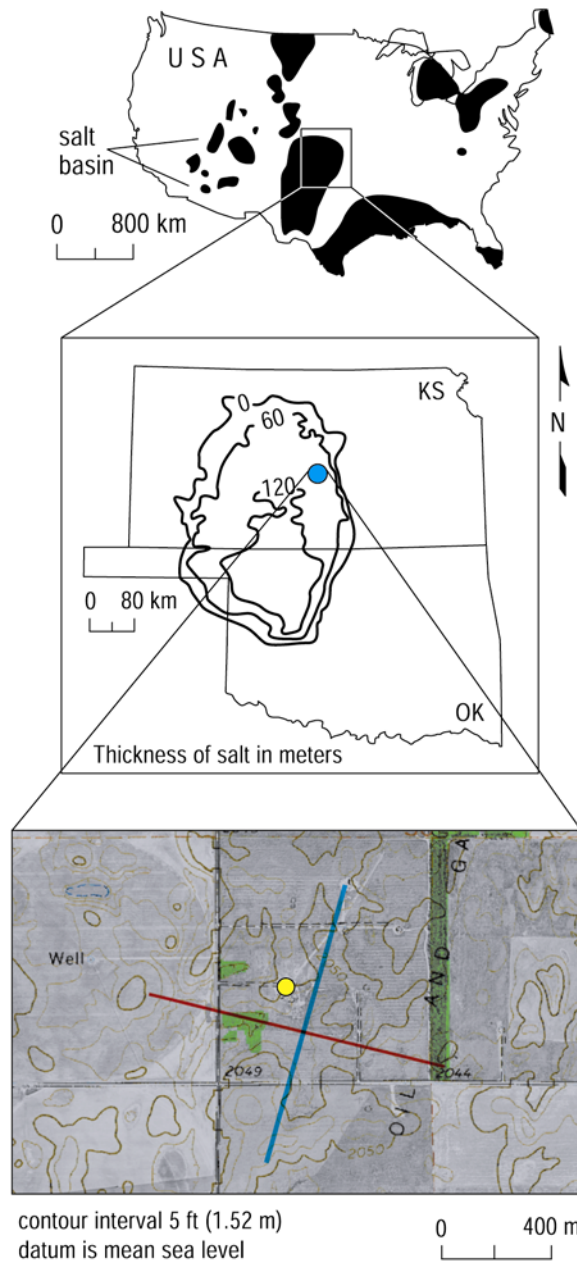 USA
salt
basin
0 800 km
KS
0
60
120
N
0 80 km
OK
Thickness of salt in meters
GA
Well
AND
2049
2044
OIL
2050
contour interval 5 ft (1.52 m)
datum is mean sea level
0 400 m